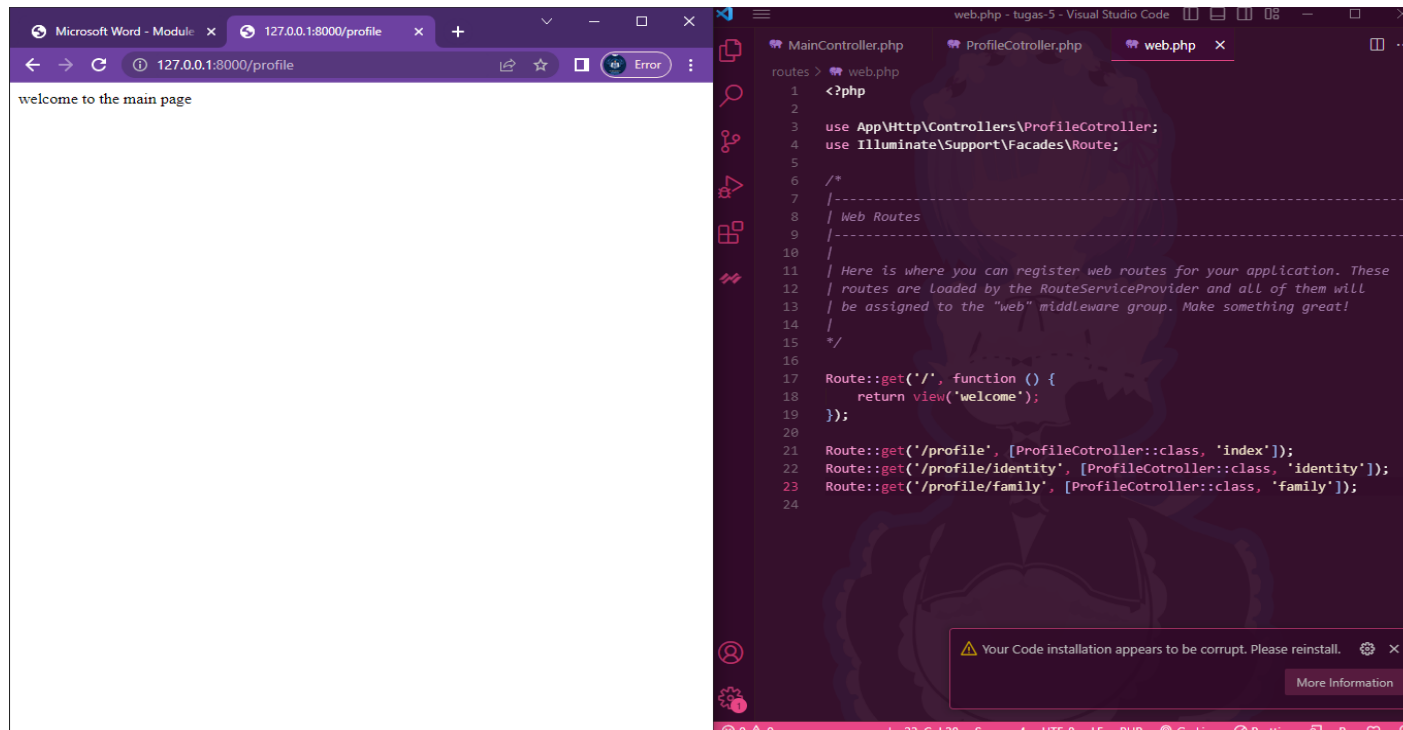 Microsoft Word - Module
127.0.0.1:8000/profile
127.0.0.1:8000/profile
Error
welcome to the main page
web.php - tugas-5 - Visual Studio Code
MainController.php
ProfileCotroller.php
web.php
routes > web.php
1 <?php
2
3 use App\Http\Controllers\ProfileCotroller;
4 use Illuminate\Support\Facades\Route;
5
6 /*
7 |--------------------------------------------------------------------------
8 | Web Routes
9 |--------------------------------------------------------------------------
10 |
11 | Here is where you can register web routes for your application. These
12 | routes are loaded by the RouteServiceProvider and all of them will
13 | be assigned to the "web" middleware group. Make something great!
14 |
15 */
16
17 Route::get('/', function () {
18 return view('welcome');
19 });
20
21 Route::get('/profile', [ProfileCotroller::class, 'index']);
22 Route::get('/profile/identity', [ProfileCotroller::class, 'identity']);
23 Route::get('/profile/family', [ProfileCotroller::class, 'family']);
24
Your Code installation appears to be corrupt. Please reinstall.
More Information
1